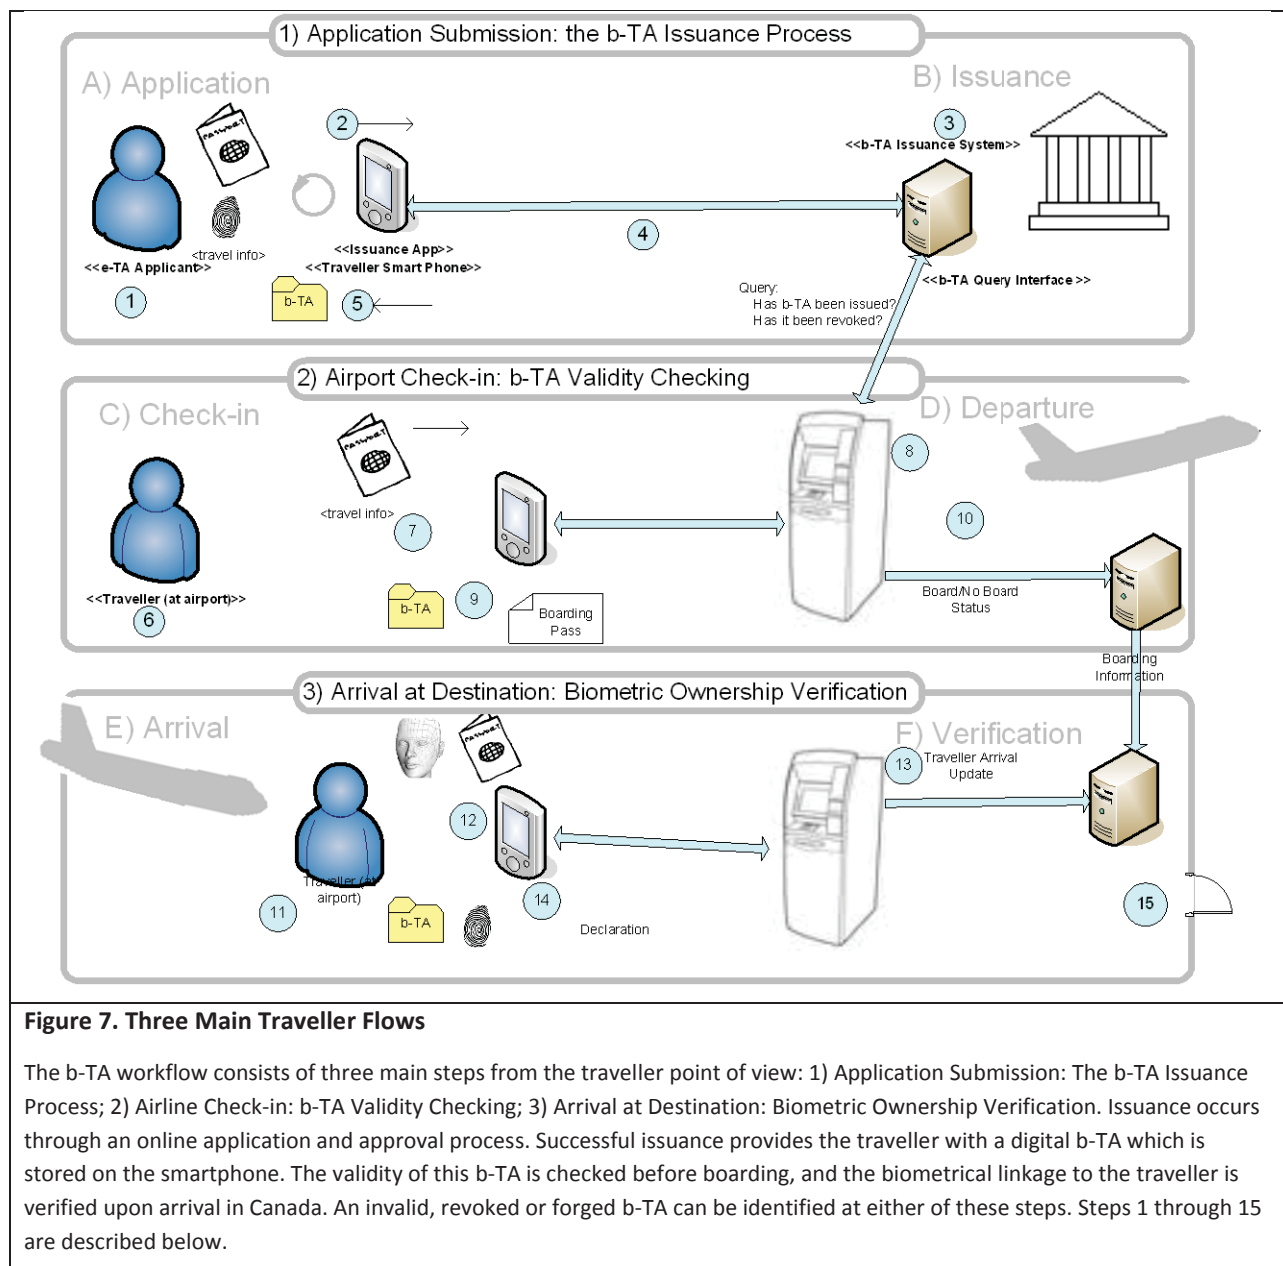 1) Application Submission: the b-TA Issuance Process
A) Application
B) Issuance
PASSPORT
2
3
<<b-TA Issuance System>>
4
<travel info>
<<Issuance App>>
<<e-TA Applicant>>
<<Traveller Smart Phone>>
<<b-TA Query Interface >>
1
b-TA
5
Query:
Has b-TA been issued?
Has it been revoked?
2) Airport Check-in: b-TA Validity Checking
C) Check-in
D) Departure
PASSPORT
8
<travel info>
7
10
<<Traveller (at airport)>>
6
b-TA
9
Boarding
Pass
Board/No Board
Status
Boarding
Information
3) Arrival at Destination: Biometric Ownership Verification
E) Arrival
F) Verification
PASSPORT
13
Traveller Arrival
Update
12
Traveller (at
airport)
11
b-TA
14
Declaration
15
Figure 7. Three Main Traveller Flows
The b-TA workflow consists of three main steps from the traveller point of view: 1) Application Submission: The b-TA Issuance
Process; 2) Airline Check-in: b-TA Validity Checking; 3) Arrival at Destination: Biometric Ownership Verification. Issuance occurs
through an online application and approval process. Successful issuance provides the traveller with a digital b-TA which is
stored on the smartphone. The validity of this b-TA is checked before boarding, and the biometrical linkage to the traveller is
verified upon arrival in Canada. An invalid, revoked or forged b-TA can be identified at either of these steps. Steps 1 through 15
are described below.